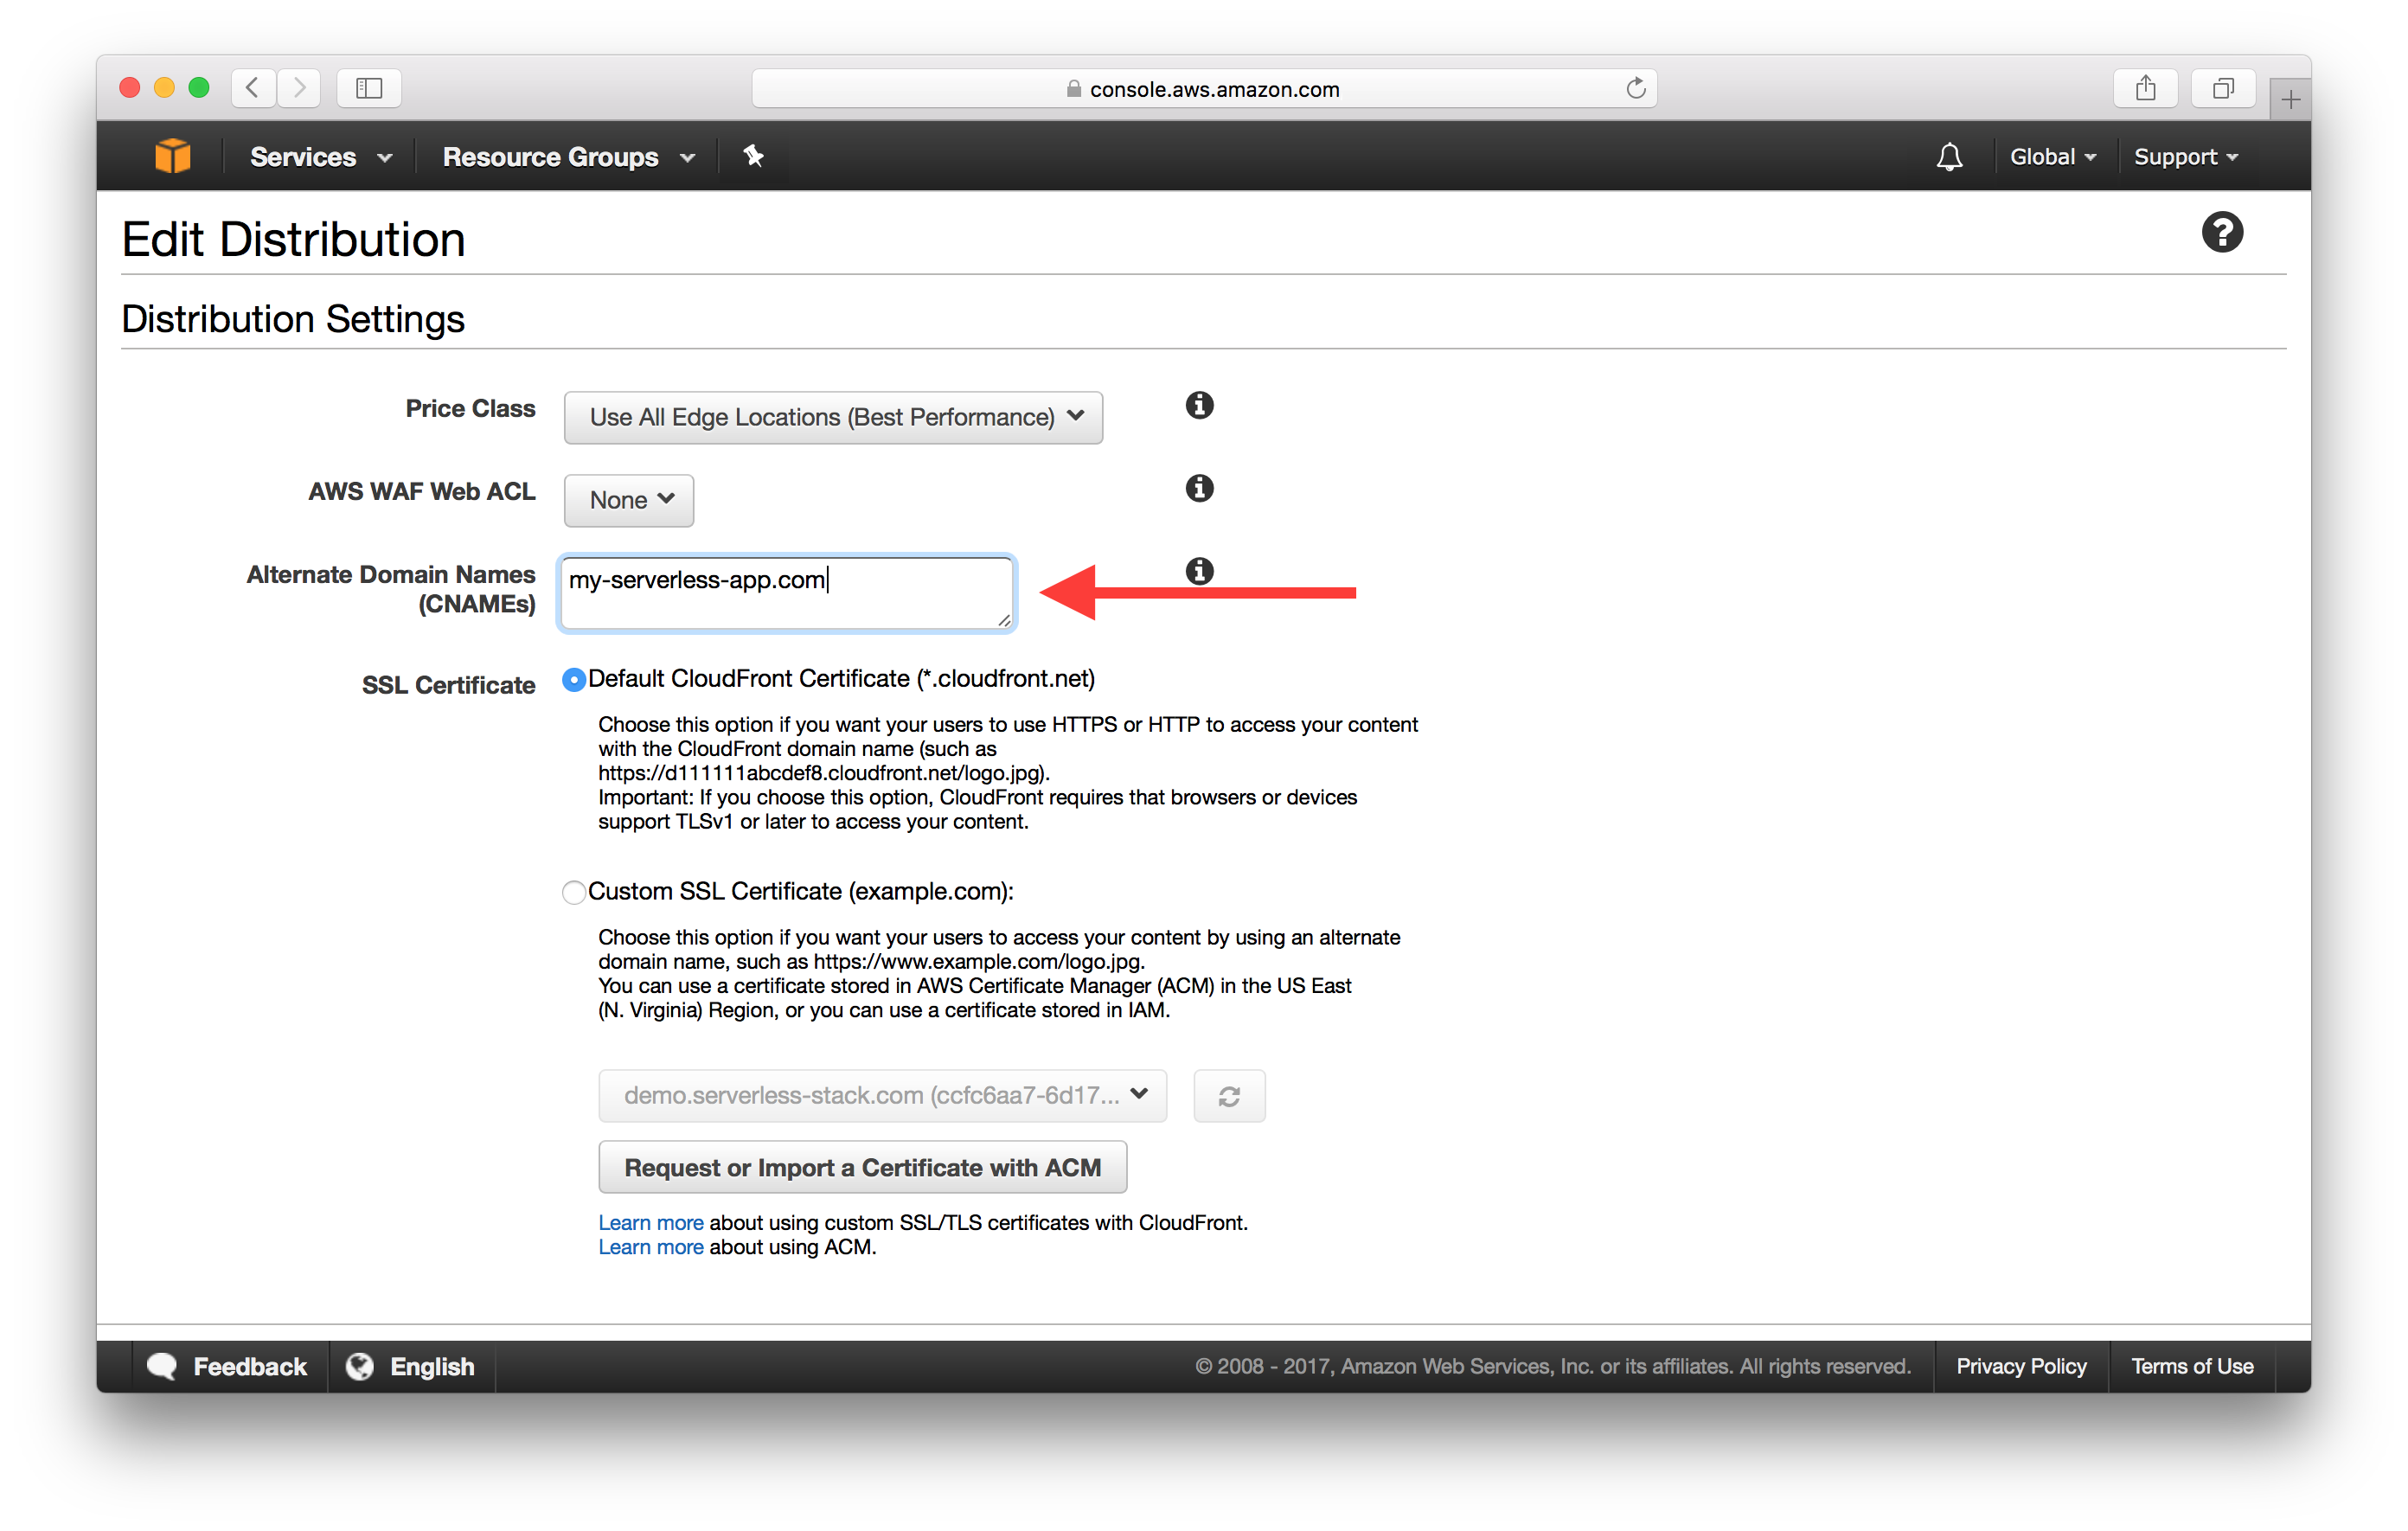 console.aws.amazon.com
Services
Resource Groups
Global
Support
Edit Distribution
Distribution Settings
Price Class
Use All Edge Locations (Best Performance)
AWS WAF Web ACL
None
Alternate Domain Names
(CNAMEs)
my-serverless-app.com
SSL Certificate
Default CloudFront Certificate (*.cloudfront.net)
Choose this option if you want your users to use HTTPS or HTTP to access your content
with the CloudFront domain name (such as
https://d111111abcdef8.cloudfront.net/logo.jpg).
Important: If you choose this option, CloudFront requires that browsers or devices
support TLSv1 or later to access your content.
Custom SSL Certificate (example.com):
Choose this option if you want your users to access your content by using an alternate
domain name, such as https://www.example.com/logo.jpg.
You can use a certificate stored in AWS Certificate Manager (ACM) in the US East
(N. Virginia) Region, or you can use a certificate stored in IAM.
demo.serverless-stack.com (ccfc6aa7-6d17...
Request or Import a Certificate with ACM
Learn more about using custom SSL/TLS certificates with CloudFront.
Learn more about using ACM.
Feedback
English
© 2008 - 2017, Amazon Web Services, Inc. or its affiliates. All rights reserved.
Privacy Policy
Terms of Use